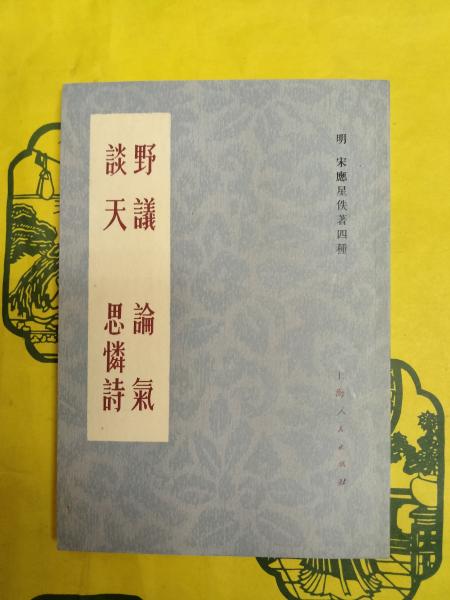 明 宋應星佚著四種
野議 論氣
談天 思憐詩
上海人民出版社